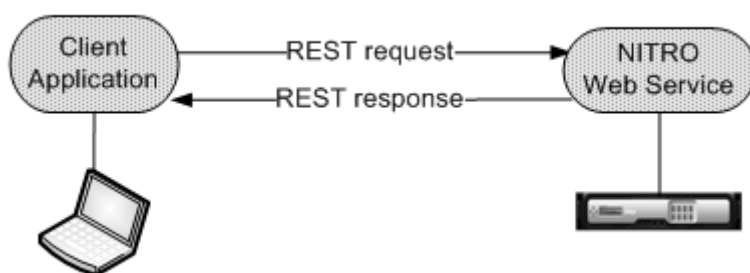 Client
Application
REST request
REST response
NITRO
Web Service